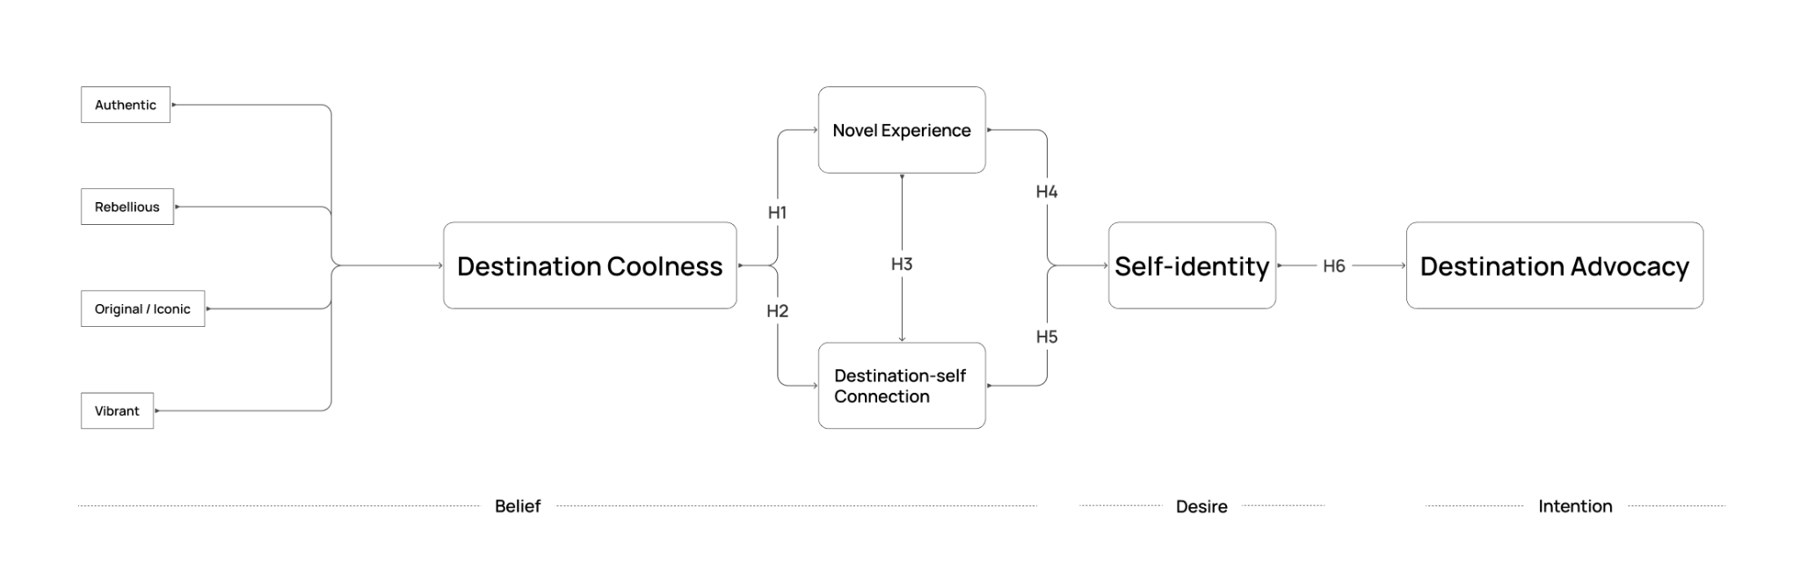 Authentic
Rebellious
Original / Iconic
Vibrant
Destination Coolness
H1
H2
Novel Experience
H3
Destination-self
Connection
H4
H5
Self-identity
H6
Destination Advocacy
Belief
Desire
Intention